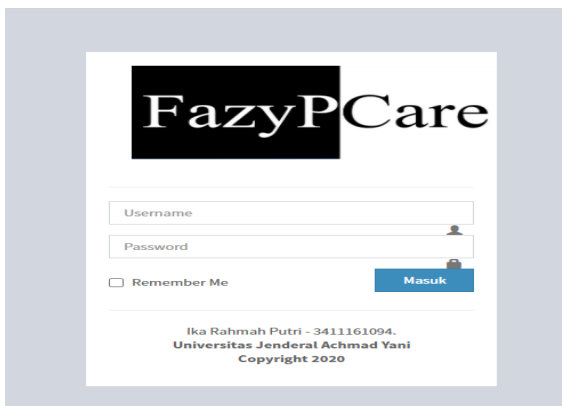 FazyPCare
Username
Password
Remember Me
Masuk
Ika Rahmah Putri - 3411161094.
Universitas Jenderal Achmad Yani
Copyright 2020